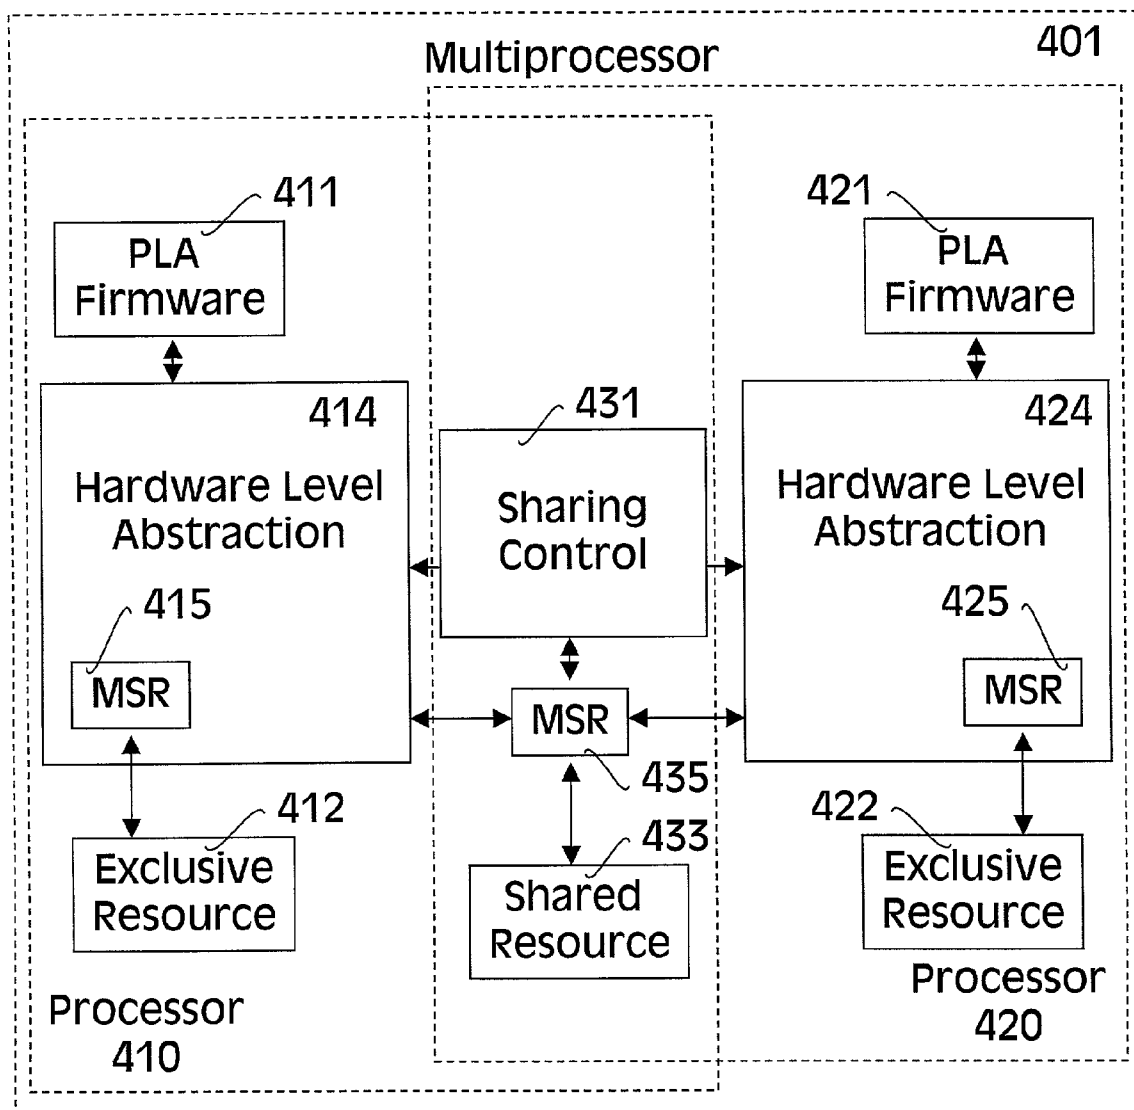 401
Multiprocessor
411
PLA
Firmware
421
PLA
Firmware
414
Hardware Level
Abstraction
415
MSR
431
Sharing
Control
424
Hardware Level
Abstraction
425
MSR
MSR
435
412
Exclusive
Resource
433
Shared
Resource
422
Exclusive
Resource
Processor
410
Processor
420